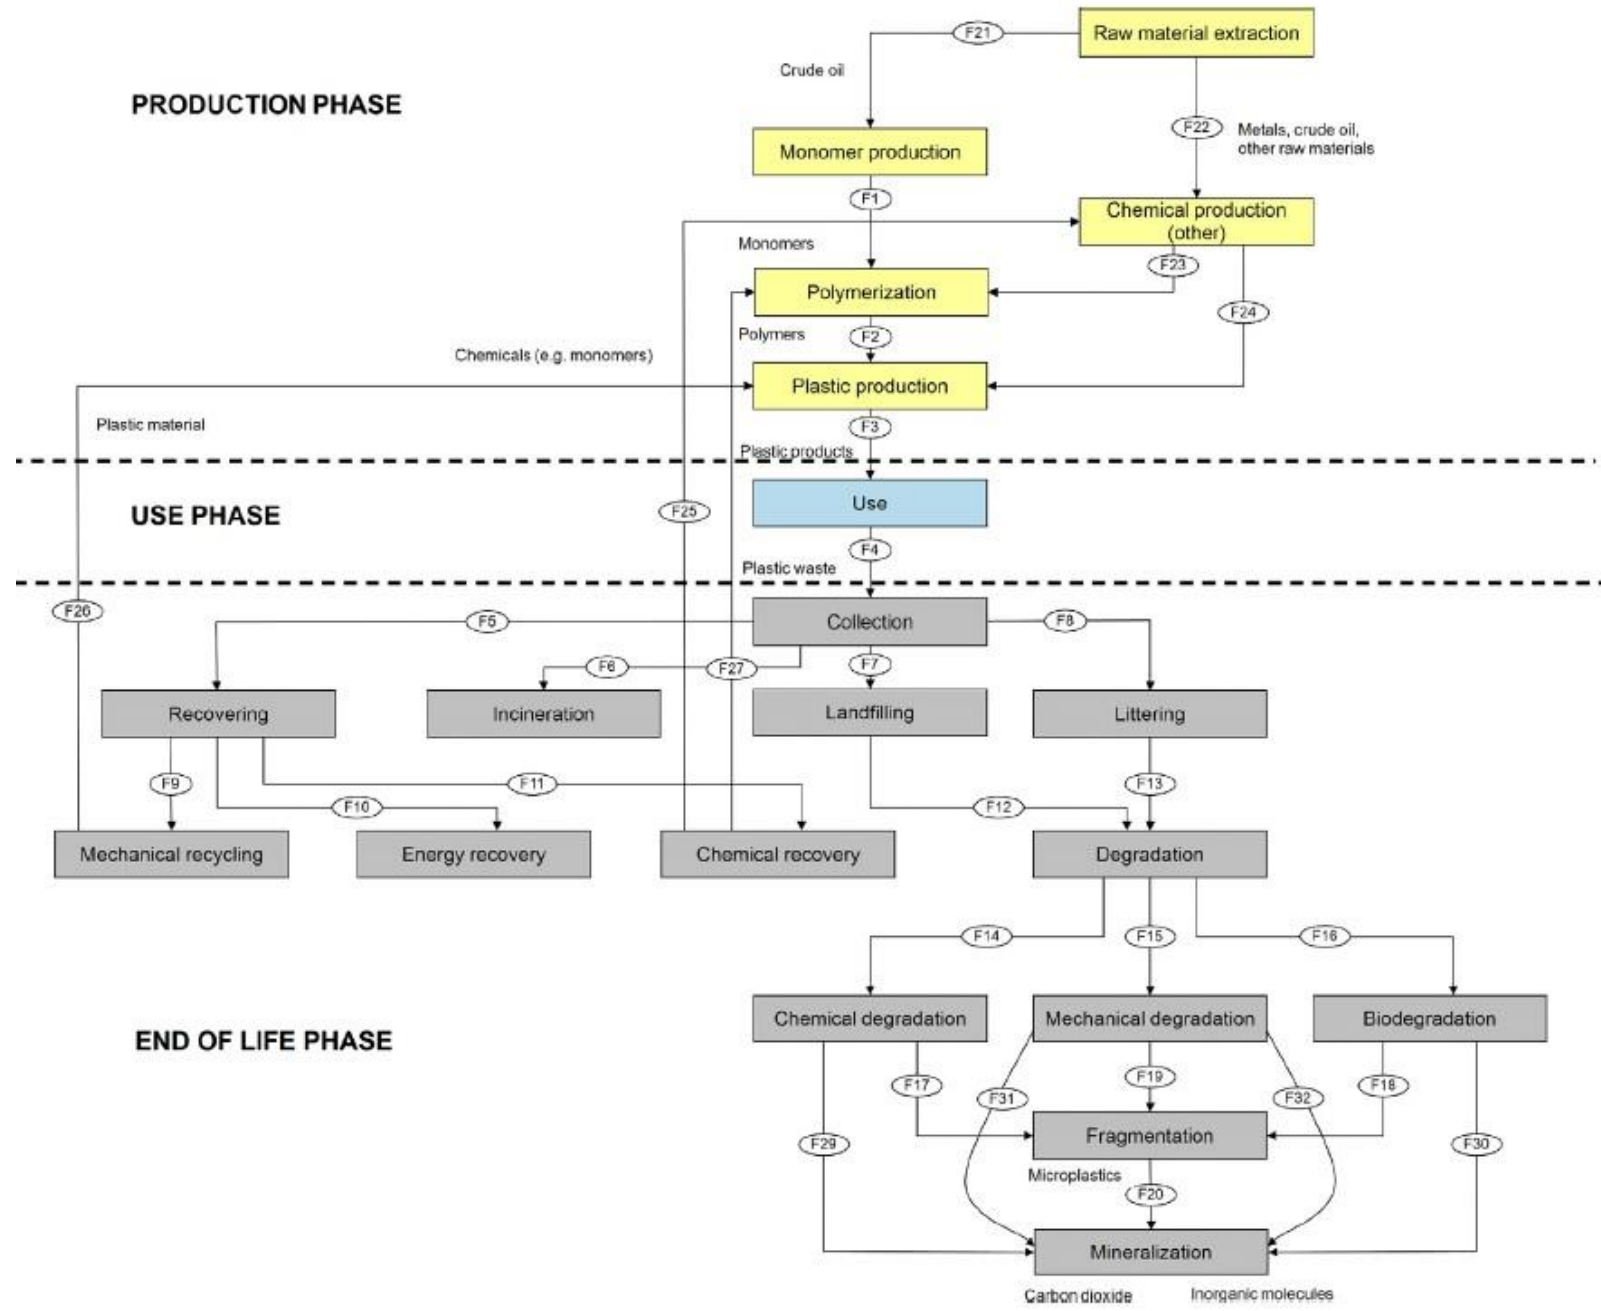 F21
Raw material extraction
Crude oil
PRODUCTION PHASE
F22
Metals, crude oil,
other raw materials
Monomer production
F1
Chemical production
(other)
Monomers
F23
Polymerization
F24
Polymers
F2
Chemicals (e.g. monomers)
Plastic production
Plastic material
F3
Plastic products
USE PHASE
F25
Use
F4
Plastic waste
F26
F5
Collection
F8
F6
F27
F7
Recovering
Incineration
Landfilling
Littering
F9
F11
F13
F10
F12
Mechanical recycling
Energy recovery
Chemical recovery
Degradation
F14
F15
F16
Chemical degradation
Mechanical degradation
Biodegradation
END OF LIFE PHASE
F17
F31
F19
F32
F18
F29
Fragmentation
F30
Microplastics
F20
Mineralization
Carbon dioxide
Inorganic molecules